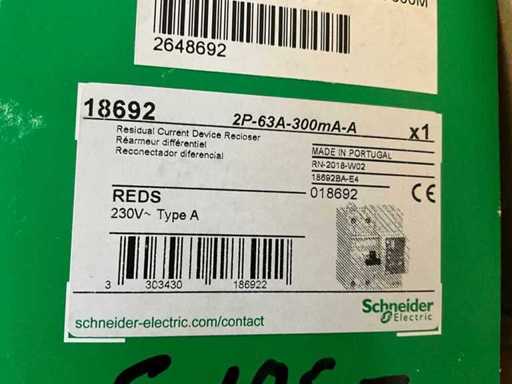 2648692
18692 2P-63A-300mA-A x1
Residual Current Device Recloser
Réarmeur différentiel
Reconectador diferencial
MADE IN PORTUGAL
RN-2018-W02
18692BA-E4
REDS
018692 CE
230V~ Type A
3 303430 186922
Schneider
Electric
schneider-electric.com/contact